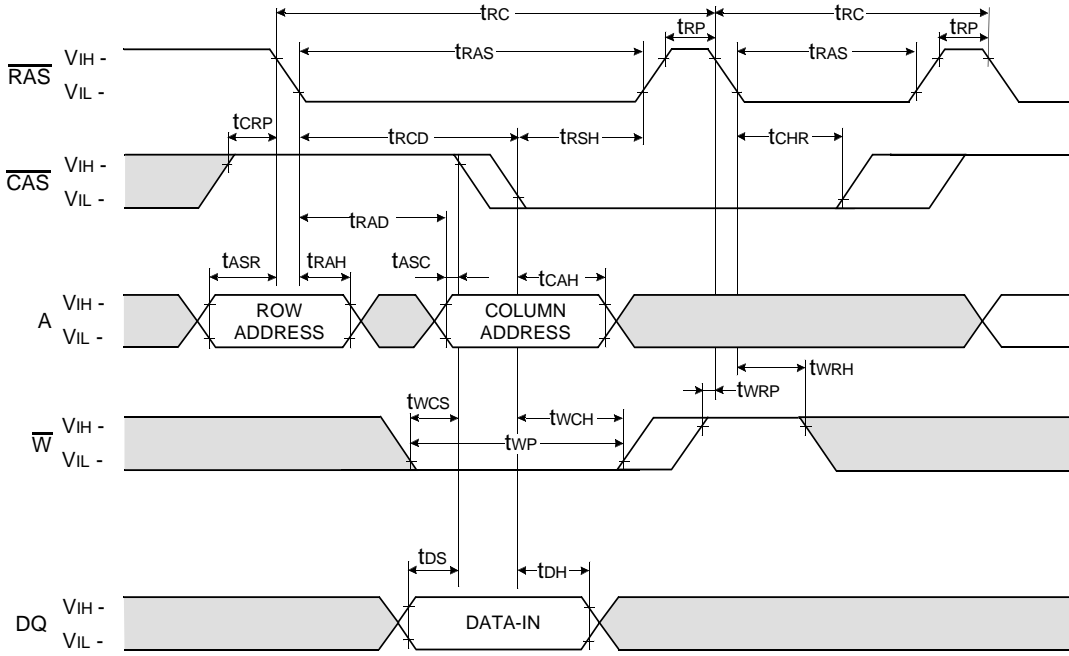 tRC tRC
tRP tRP
tRAS tRAS
RAS VIH -
VIL -
tCRP tRCD tRSH tCHR
CAS VIH -
VIL -
tRAD
tASR tRAH tASC tCAH
A VIH -
VIL -
ROW ADDRESS
COLUMN ADDRESS
tWRH
tWRP
tWCS tWCH
tWP
W VIH -
VIL -
tDS tDH
DQ VIH -
VIL -
DATA-IN